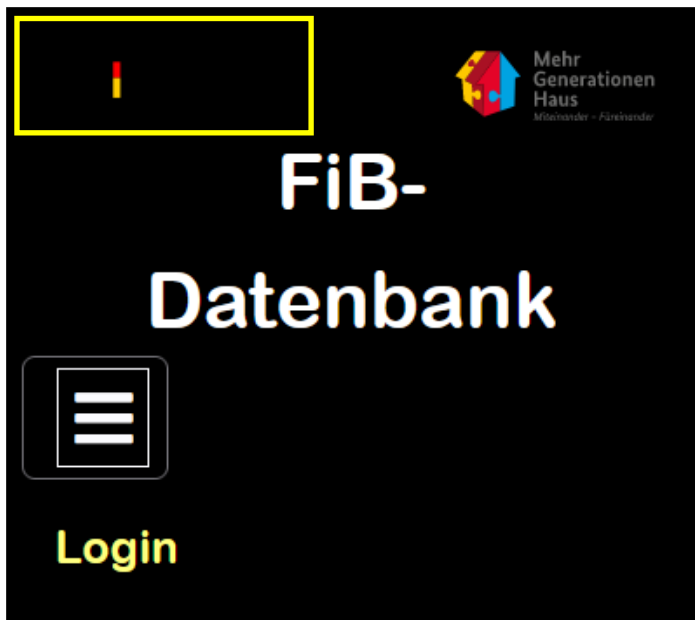 Mehr
Generationen
Haus
Miteinander – Füreinander
FiB-
Datenbank
Login